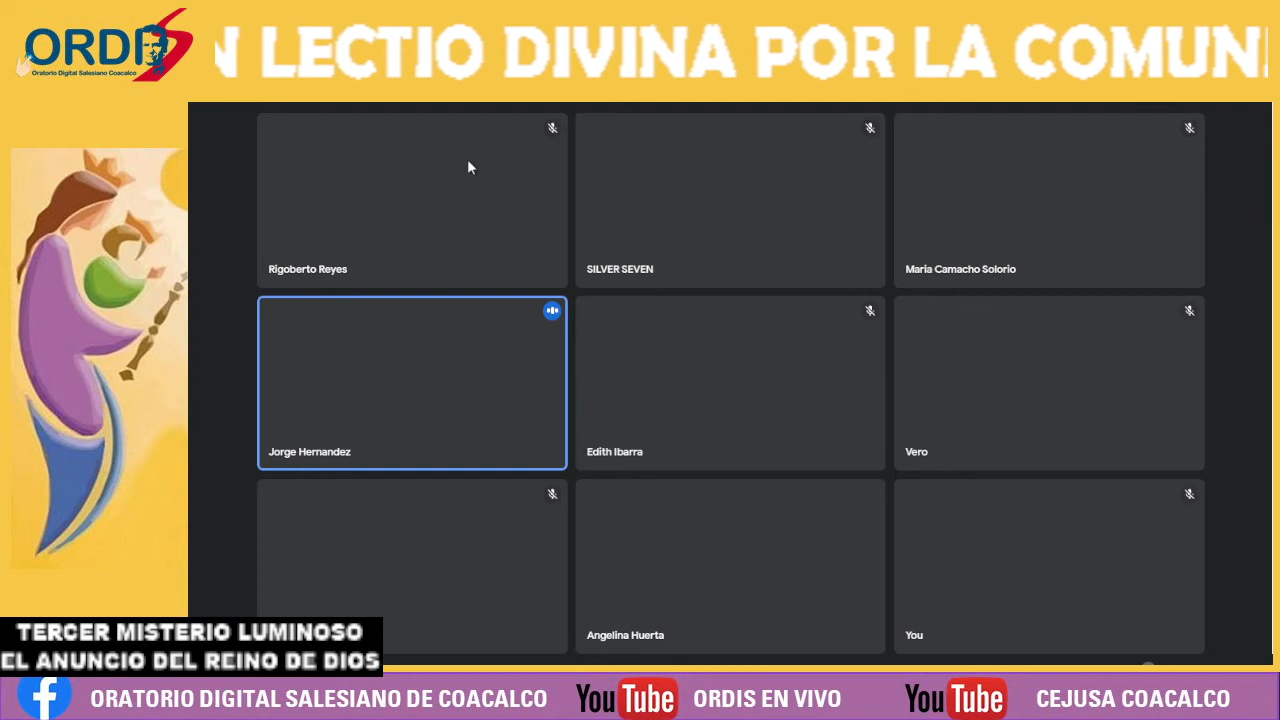 ORDIS
Oratorio Digital Salesiano Coacalco
N LECTIO DIVINA POR LA COMUN
Rigoberto Reyes
SILVER SEVEN
Maria Camacho Solorio
Jorge Hernandez
Edith Ibarra
Vero
Angelina Huerta
You
TERCER MISTERIO LUMINOSO
EL ANUNCIO DEL REINO DE DIOS
ORATORIO DIGITAL SALESIANO DE COACALCO
YouTube
ORDIS EN VIVO
YouTube
CEJUSA COACALCO